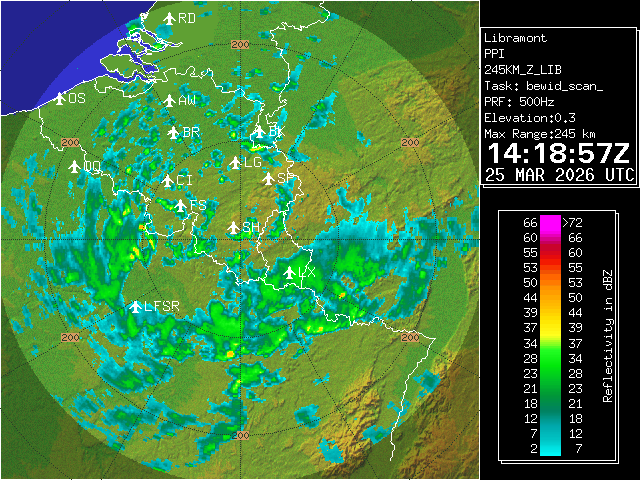 RD
200
OS
AW
BR
200
LG
CI
FS
SH
LX
LFSR
200
200
200
Libramont
PPI
245KM_Z_LIB
Task: bewid_scan_
PRF: 500Hz
Elevation:0.3
Max Range:245 km
14:18:57Z
25 MAR 2026 UTC
66 >72
60 66
55 60
53 55
50 53
44 50
39 44
37 39
34 37
28 34
23 28
21 23
18 21
12 18
7 12
2 7
Reflectivity in dBZ